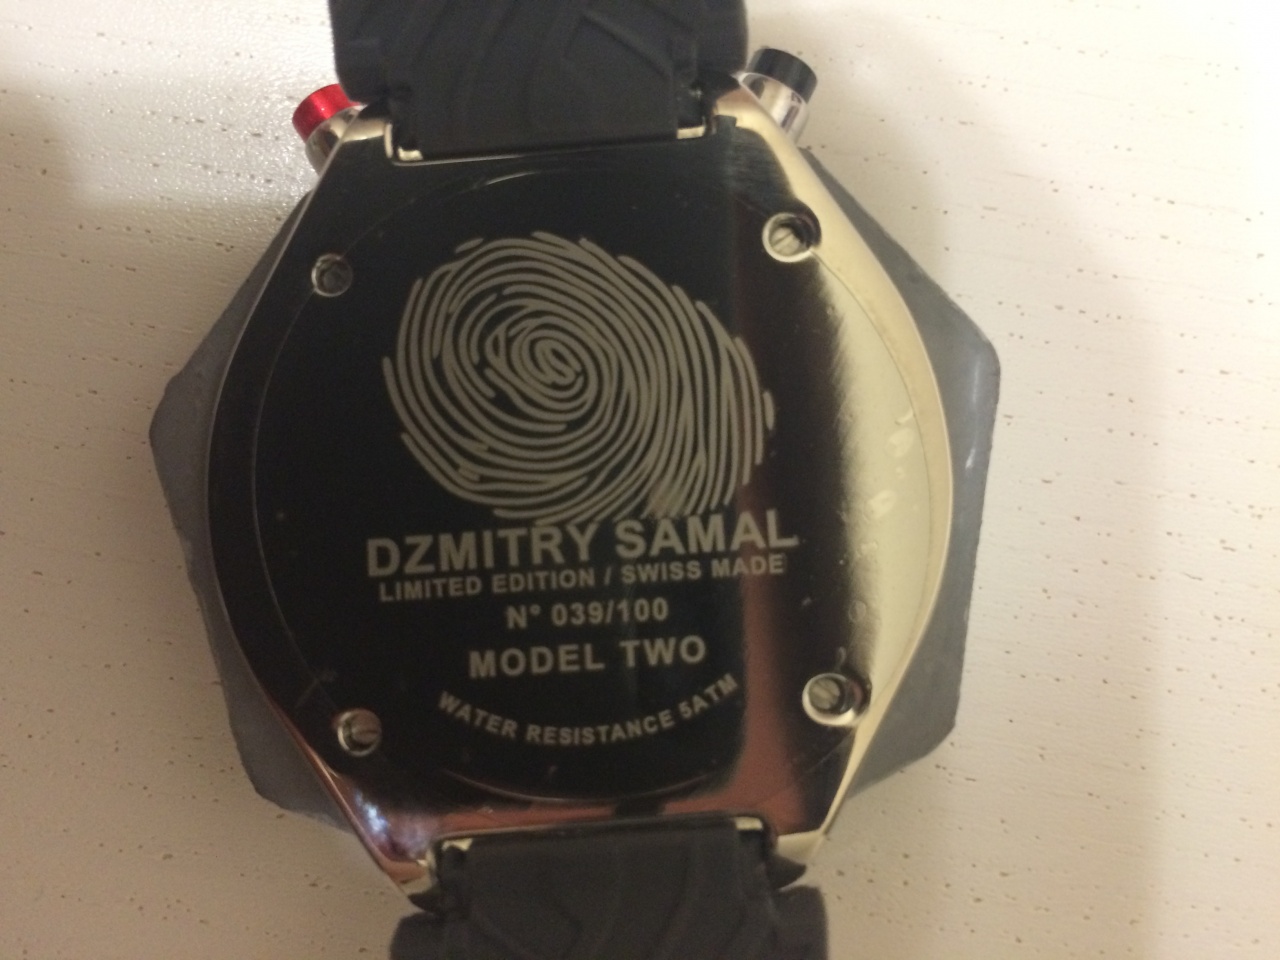 DZMITRY SAMAL
LIMITED EDITION / SWISS MADE
N° 039/100
MODEL TWO
WATER RESISTANCE 5ATM